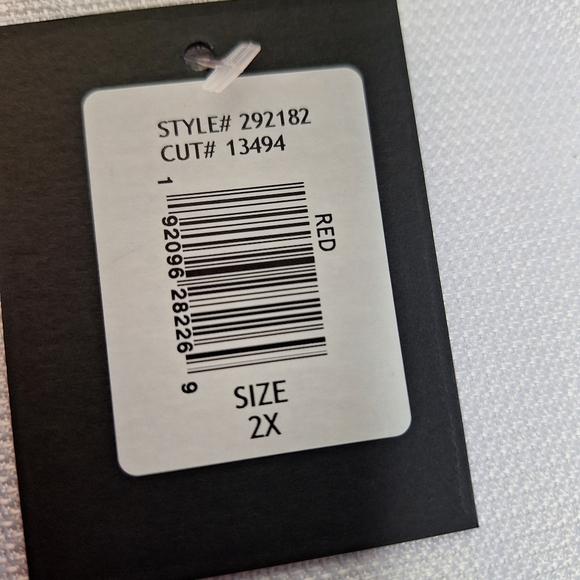 STYLE# 292182
CUT# 13494
RED
1 92096 28226 9
SIZE
2X